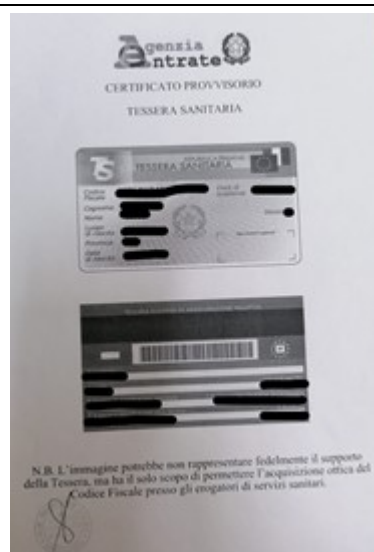 Agenzia
Entrate
CERTIFICATO PROVVISORIO
TESSERA SANITARIA
TS
TESSERA SANITARIA
Codice
Fiscale
Data di
Cognome
Nome
Sesso
Luogo
di nascita
Provincia
Data
di nascita
N.B. L'immagine potrebbe non rappresentare fedelmente il supporto
della Tessera, ma ha il solo scopo di permettere l'acquisizione ottica del
Codice Fiscale presso gli erogatori di servizi sanitari.